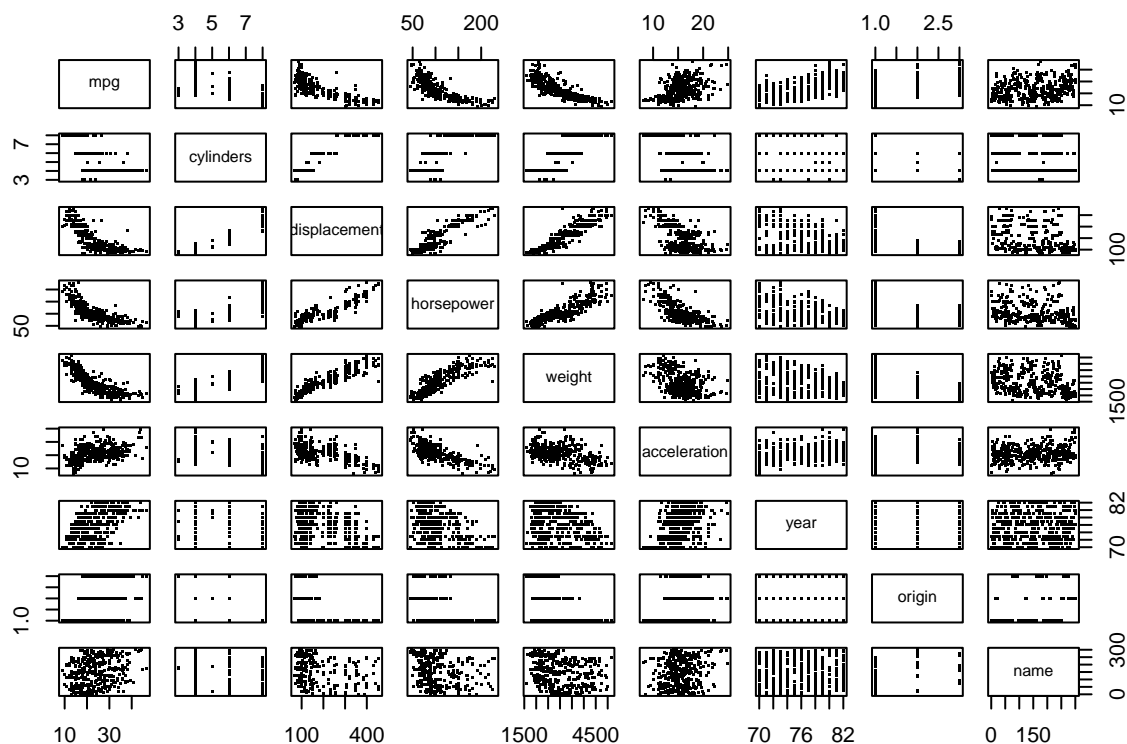 3 5 7
50 200
10 20
1.0 2.5
mpg
10
3 7
cylinders
displacement
100
50
horsepower
weight
1500
10
acceleration
year
70 82
1.0
origin
name
0 300
10 30
100 400
1500 4500
70 76 82
0 150